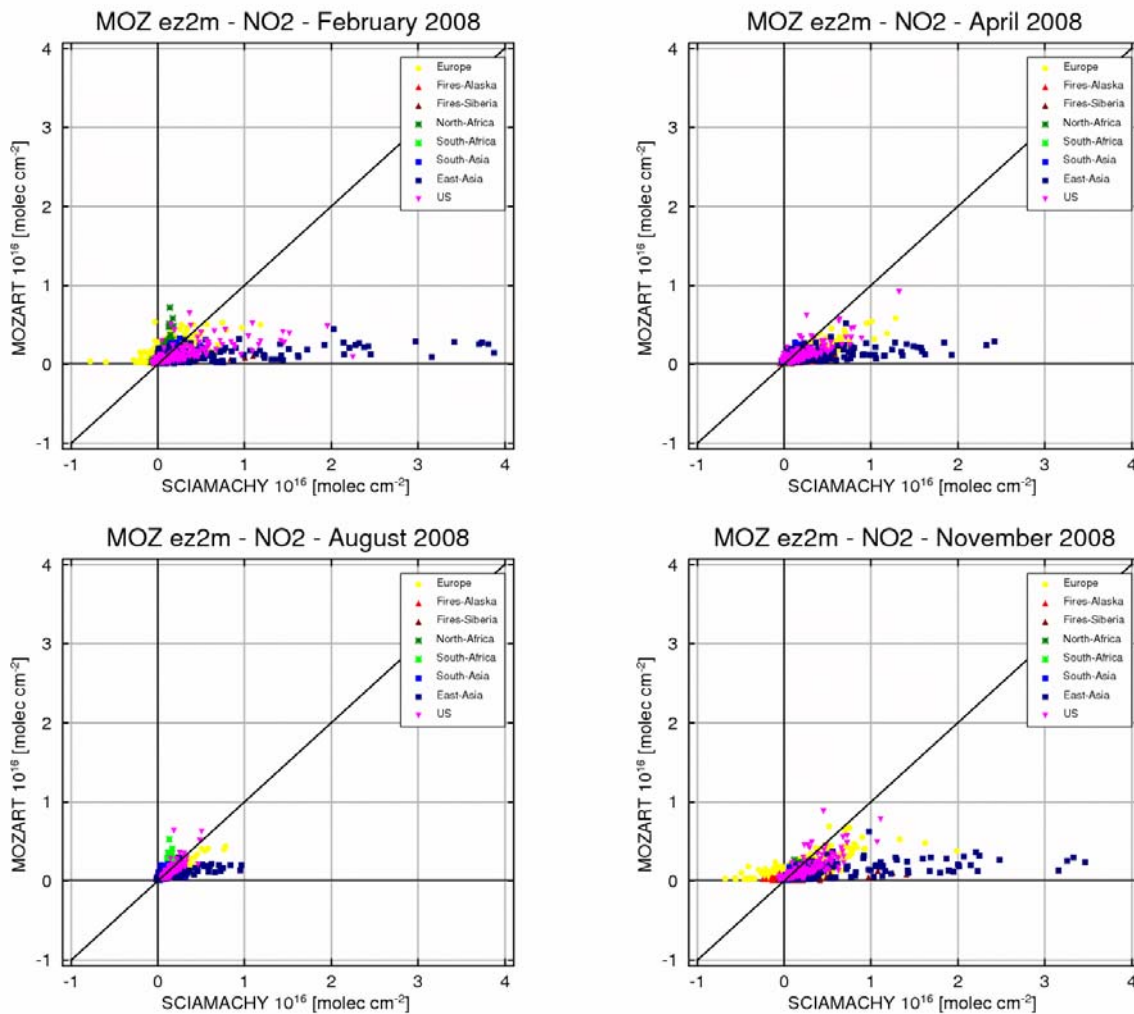 MOZ ez2m - NO2 - February 2008
4
3
2
1
0
-1
MOZART 10¹⁶ [molec cm⁻²]
Europe
Fires-Alaska
Fires-Siberia
North-Africa
South-Africa
South-Asia
East-Asia
US
-1 0 1 2 3 4
SCIAMACHY 10¹⁶ [molec cm⁻²]
MOZ ez2m - NO2 - April 2008
4
3
2
1
0
-1
MOZART 10¹⁶ [molec cm⁻²]
Europe
Fires-Alaska
Fires-Siberia
North-Africa
South-Africa
South-Asia
East-Asia
US
-1 0 1 2 3 4
SCIAMACHY 10¹⁶ [molec cm⁻²]
MOZ ez2m - NO2 - August 2008
4
3
2
1
0
-1
MOZART 10¹⁶ [molec cm⁻²]
Europe
Fires-Alaska
Fires-Siberia
North-Africa
South-Africa
South-Asia
East-Asia
US
-1 0 1 2 3 4
SCIAMACHY 10¹⁶ [molec cm⁻²]
MOZ ez2m - NO2 - November 2008
4
3
2
1
0
-1
MOZART 10¹⁶ [molec cm⁻²]
Europe
Fires-Alaska
Fires-Siberia
North-Africa
South-Africa
South-Asia
East-Asia
US
-1 0 1 2 3 4
SCIAMACHY 10¹⁶ [molec cm⁻²]